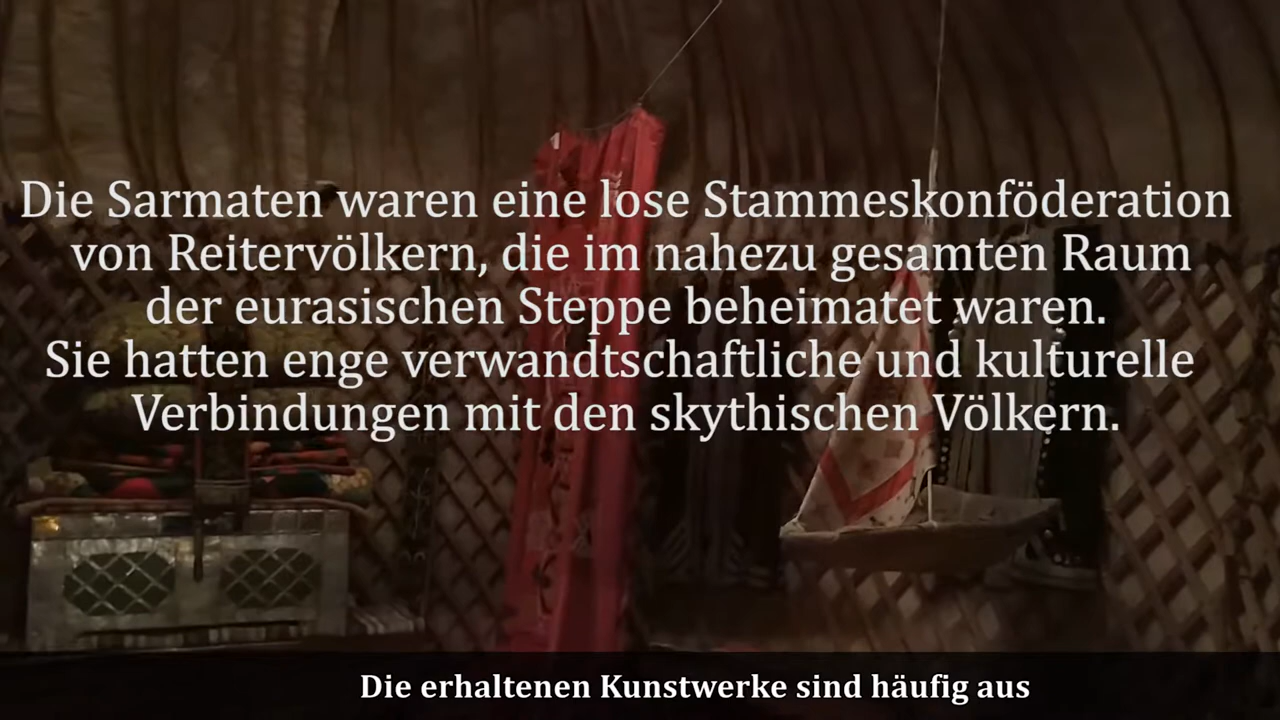 Die Sarmaten waren eine lose Stammeskonföderation
von Reitervölkern, die im nahezu gesamten Raum
der eurasischen Steppe beheimatet waren.
Sie hatten enge verwandtschaftliche und kulturelle
Verbindungen mit den skythischen Völkern.
Die erhaltenen Kunstwerke sind häufig aus